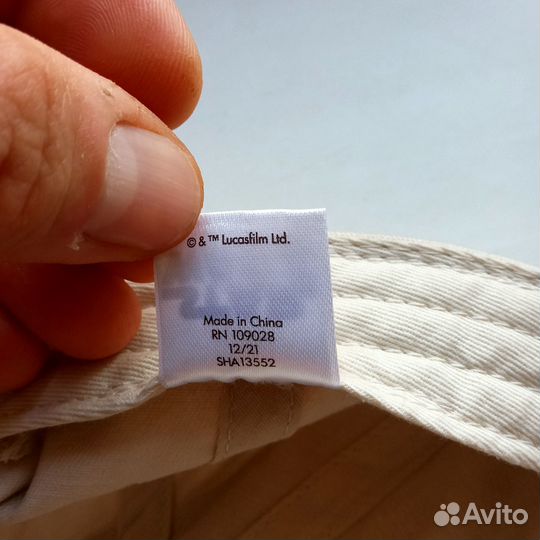 © & ™ Lucasfilm Ltd.
Made in China
RN 109028
12/21
SHA13552
Avito